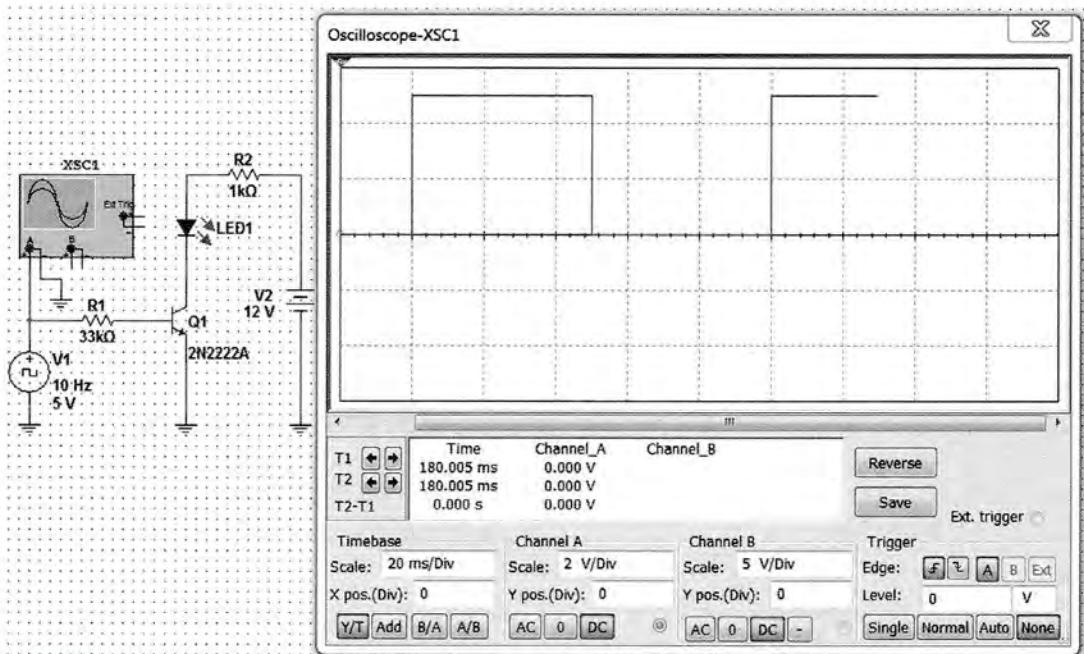 Oscilloscope-XSC1
XSC1
Ext Trig
A
B
R2
1kΩ
LED1
V2
12 V
R1
33kΩ
Q1
2N2222A
V1
10 Hz
5 V
T1
T2
T2-T1
Time Channel_A Channel_B
180.005 ms 0.000 V
180.005 ms 0.000 V
0.000 s 0.000 V
Reverse
Save
Ext. trigger
Timebase
Scale: 20 ms/Div
X pos.(Div): 0
Y/T Add B/A A/B
Channel A
Scale: 2 V/Div
Y pos.(Div): 0
AC 0 DC
Channel B
Scale: 5 V/Div
Y pos.(Div): 0
AC 0 DC -
Trigger
Edge: A B Ext
Level: 0 V
Single Normal Auto None